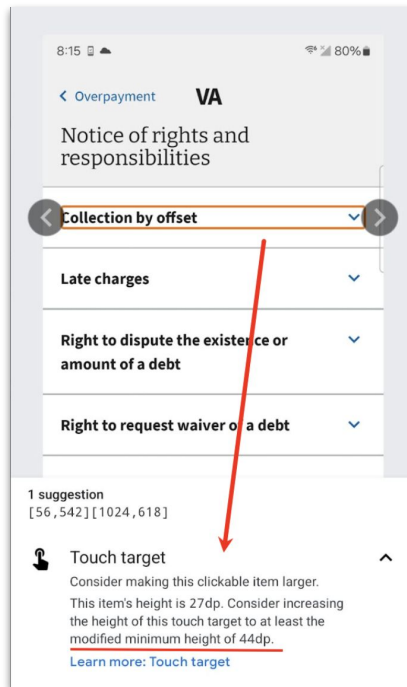 8:15 80%
Overpayment VA
Notice of rights and
responsibilities
Collection by offset
Late charges
Right to dispute the existence or
amount of a debt
Right to request waiver of a debt
1 suggestion
[56,542][1024,618]
Touch target
Consider making this clickable item larger.
This item's height is 27dp. Consider increasing
the height of this touch target to at least the
modified minimum height of 44dp.
Learn more: Touch target